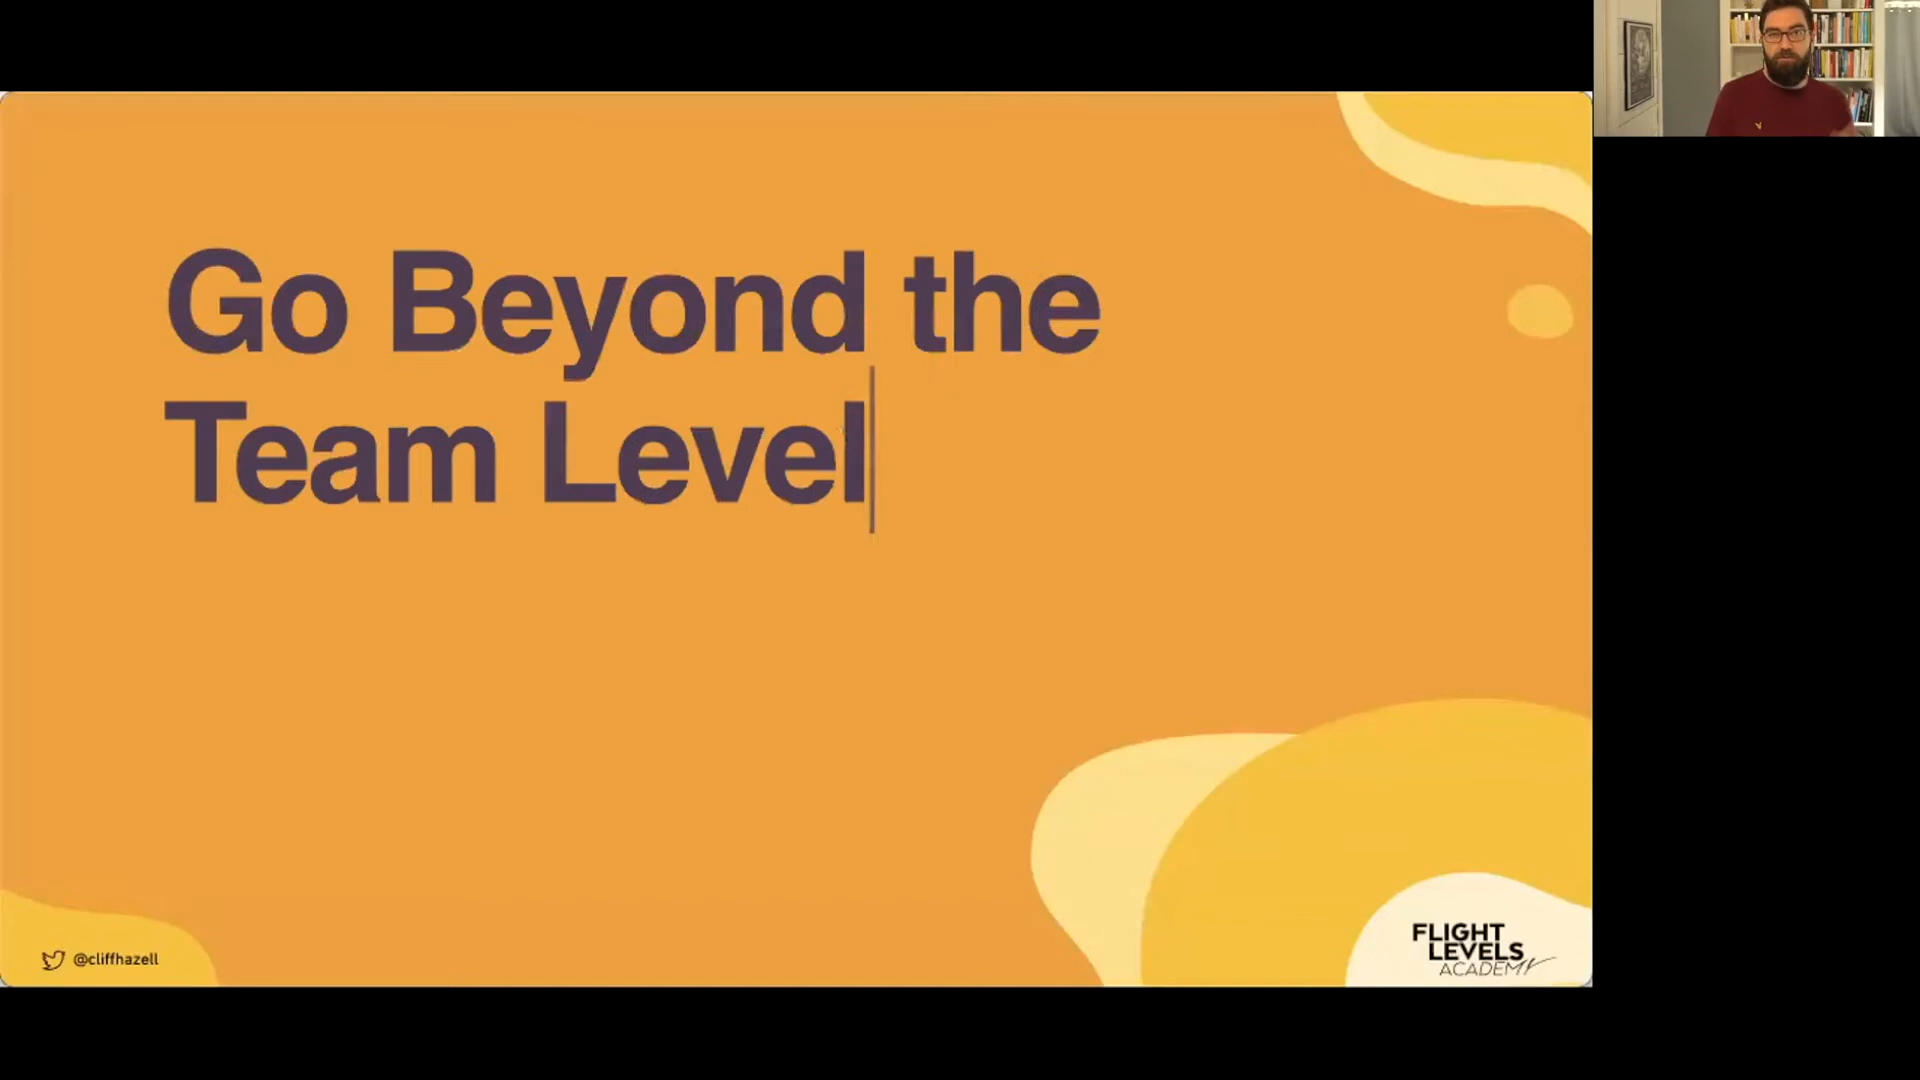 Go Beyond the
Team Level
@cliffhazell
FLIGHT
LEVELS
ACADEMY